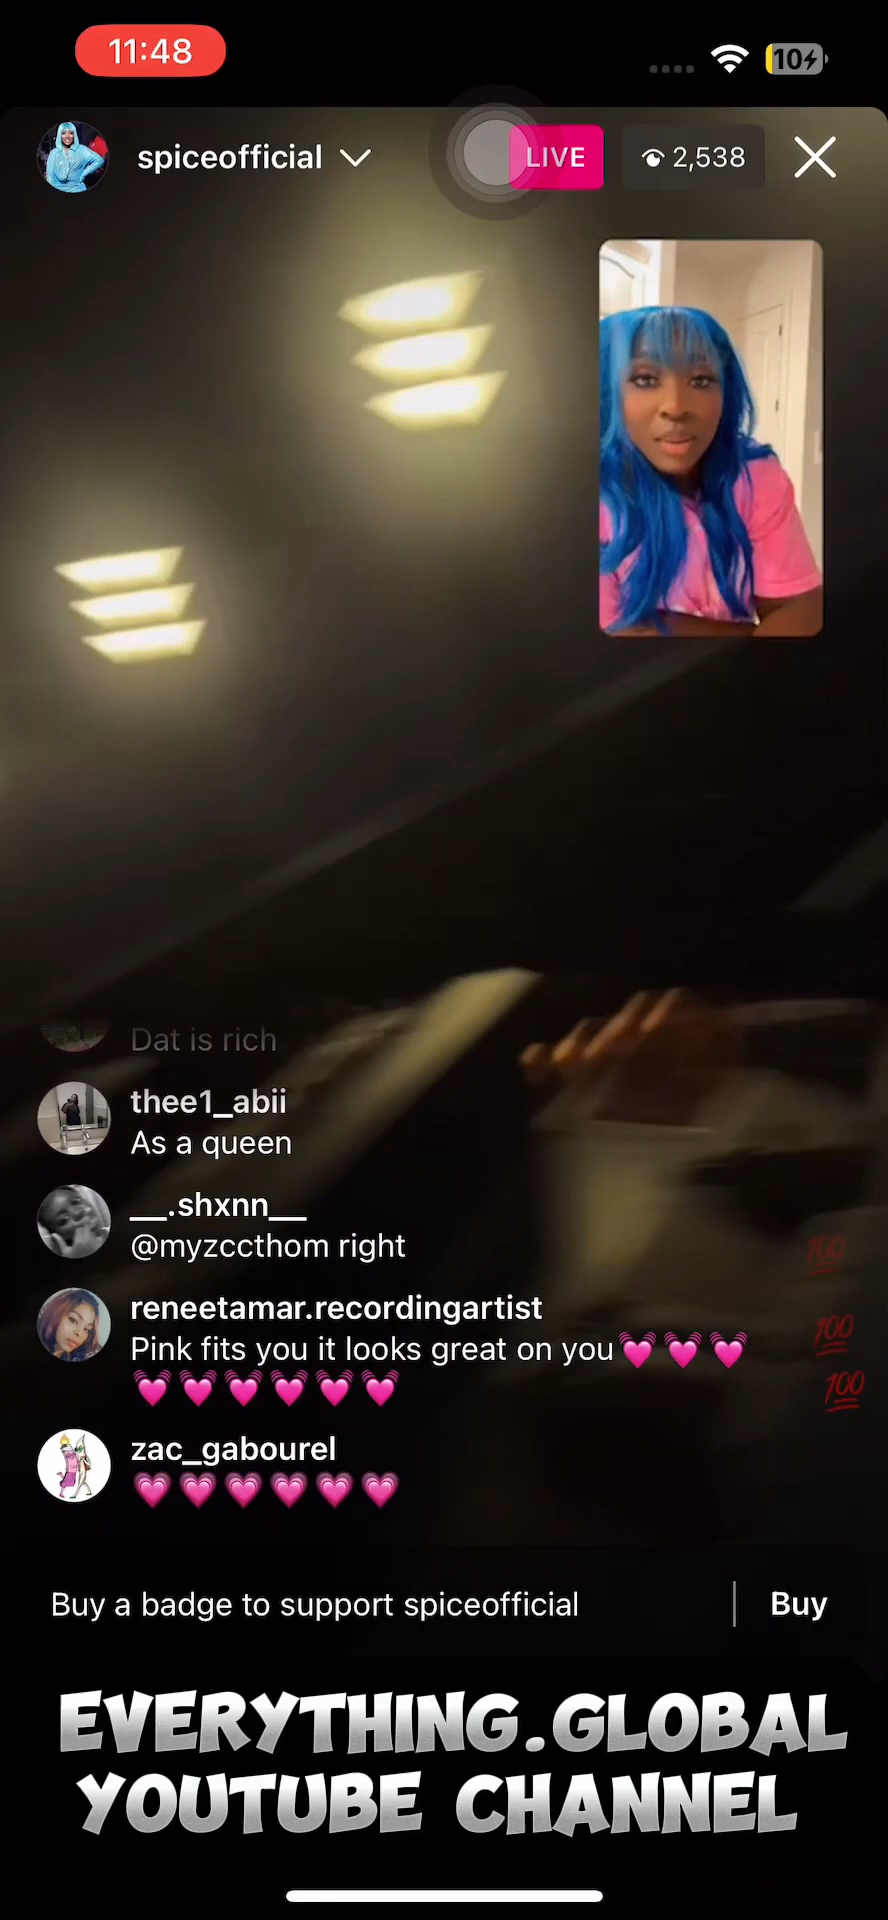 11:48
10
spiceofficial
LIVE
2,538
Dat is rich
thee1_abii
As a queen
__.shxnn__
@myzccthom right
reneetamar.recordingartist
Pink fits you it looks great on you💓💓💓
💓💓💓💓💓💓
💯
💯
💯
zac_gabourel
💗💗💗💗💗💗
Buy a badge to support spiceofficial
Buy
EVERYTHING.GLOBAL
YOUTUBE CHANNEL